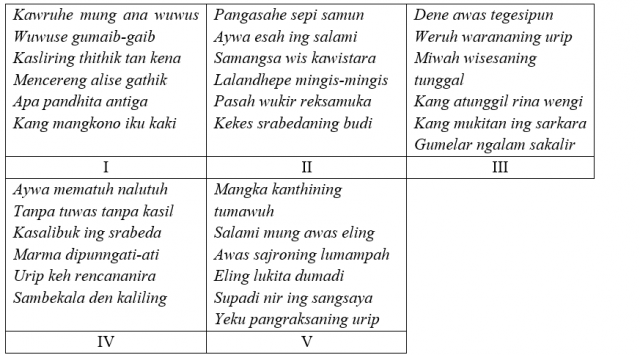 Kawruhe mung ana wuwus
Wuwuse gumaib-gaib
Kasliring thithik tan kena
Mencereng alise gathik
Apa pandhita antiga
Kang mangkono iku kaki
I
Pangasahe sepi samun
Aywa esah ing salami
Samangsa wis kawistara
Lalandhepe mingis-mingis
Pasah wukir reksamuka
Kekes srabedaning budi
II
Dene awas tegesipun
Weruh warananing urip
Miwah wisesaning
tunggal
Kang atunggil rina wengi
Kang mukitan ing sarkara
Gumelar ngalam sakalir
III
Aywa mematuh nalutuh
Tanpa tuwas tanpa kasil
Kasalibuk ing srabeda
Marma dipunngati-ati
Urip keh rencananira
Sambekala den kaliling
IV
Mangka kanthining
tumawuh
Salami mung awas eling
Awas sajroning lumampah
Eling lukita dumadi
Supadi nir ing sangsaya
Yeku pangraksaning urip
V